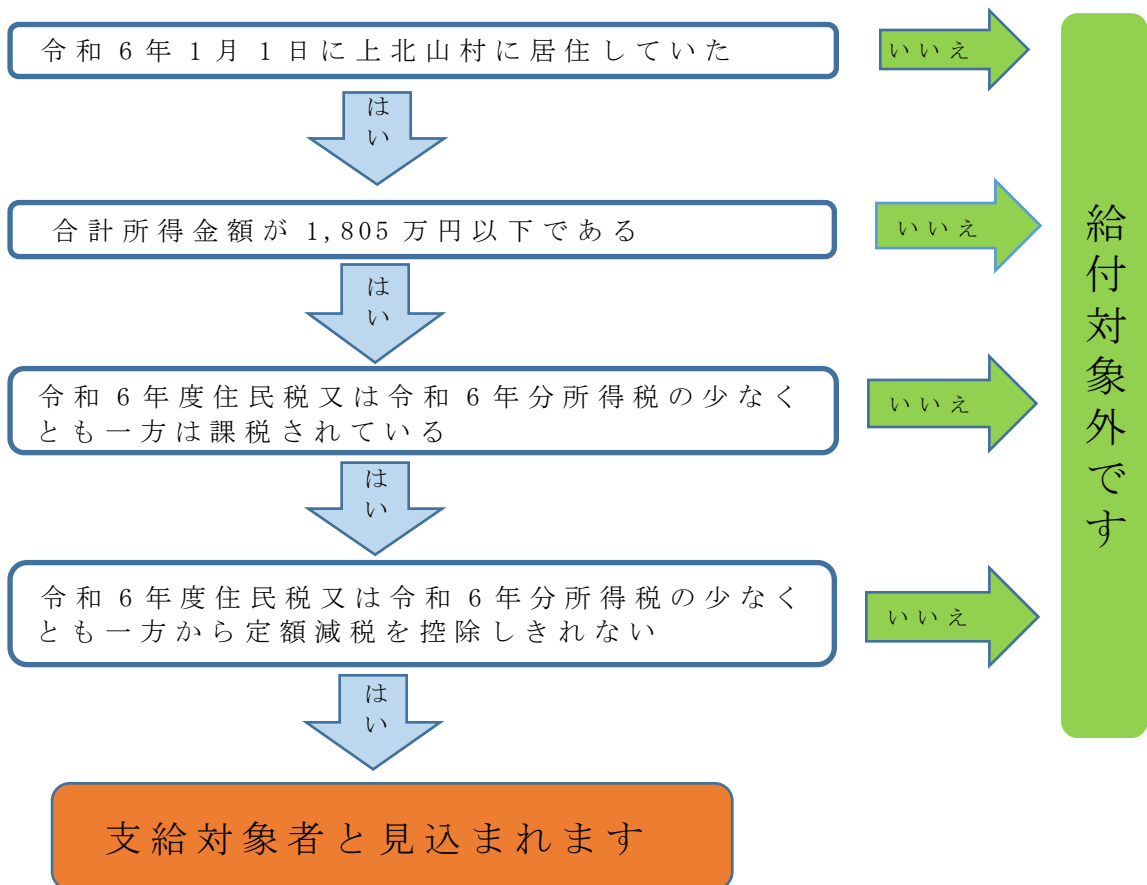 令和6年1月1日に上北山村に居住していた
いいえ
はい
合計所得金額が1,805万円以下である
いいえ
はい
令和6年度住民税又は令和6年分所得税の少なく
とも一方は課税されている
いいえ
はい
令和6年度住民税又は令和6年分所得税の少なく
とも一方から定額減税を控除しきれない
いいえ
はい
支給対象者と見込まれます
給付対象外です